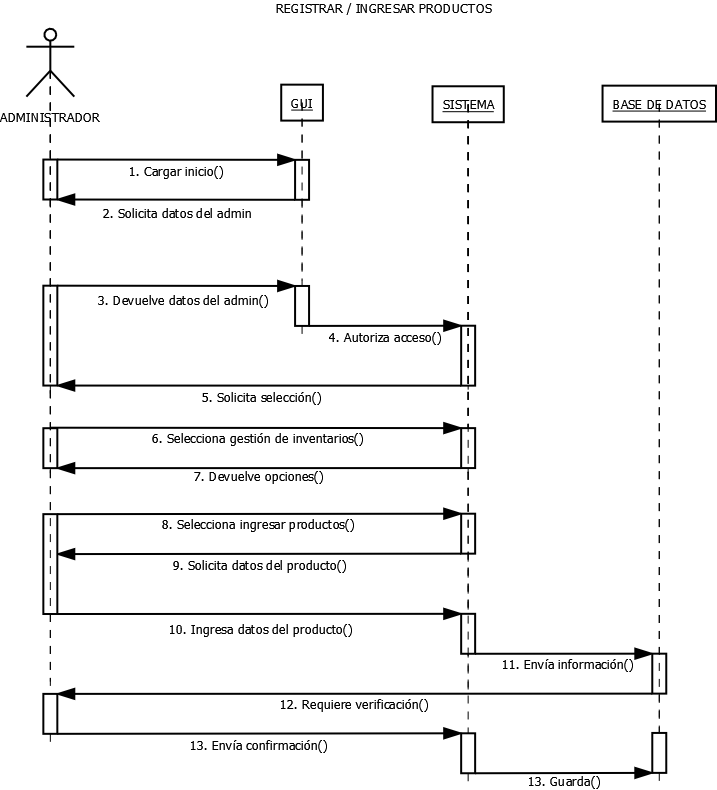 REGISTRAR / INGRESAR PRODUCTOS
GUI
SISTEMA
BASE DE DATOS
ADMINISTRADOR
1. Cargar inicio()
2. Solicita datos del admin
3. Devuelve datos del admin()
4. Autoriza acceso()
5. Solicita selección()
6. Selecciona gestión de inventarios()
7. Devuelve opciones()
8. Selecciona ingresar productos()
9. Solicita datos del producto()
10. Ingresa datos del producto()
11. Envía información()
12. Requiere verificación()
13. Envía confirmación()
13. Guarda()